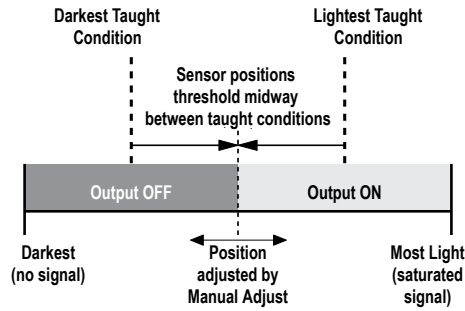 Darkest Taught
Condition
Lightest Taught
Condition
Sensor positions
threshold midway
between taught conditions
Output OFF
Output ON
Darkest
(no signal)
Position
adjusted by
Manual Adjust
Most Light
(saturated
signal)